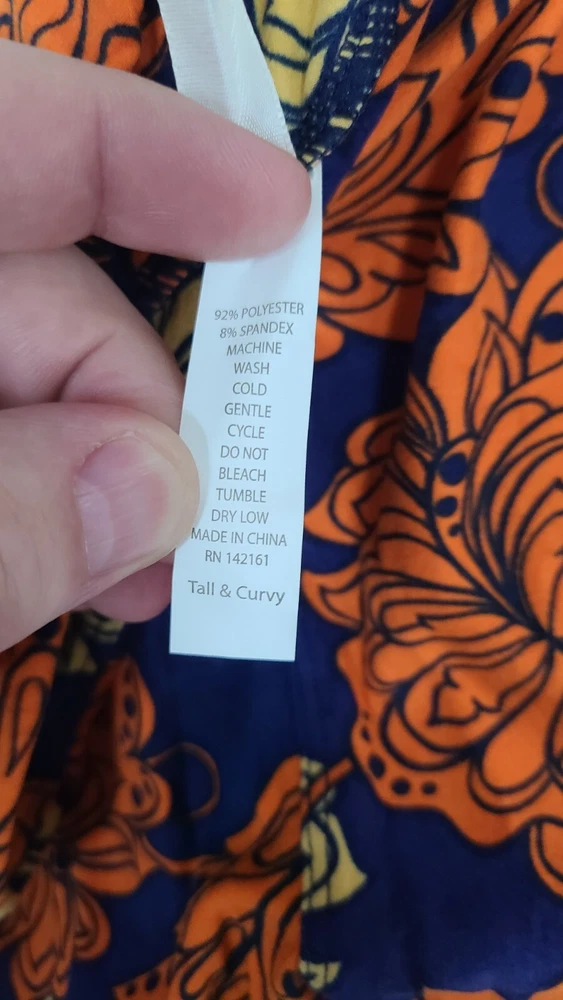 92% POLYESTER
8% SPANDEX
MACHINE
WASH
COLD
GENTLE
CYCLE
DO NOT
BLEACH
TUMBLE
DRY LOW
MADE IN CHINA
RN 142161
Tall & Curvy